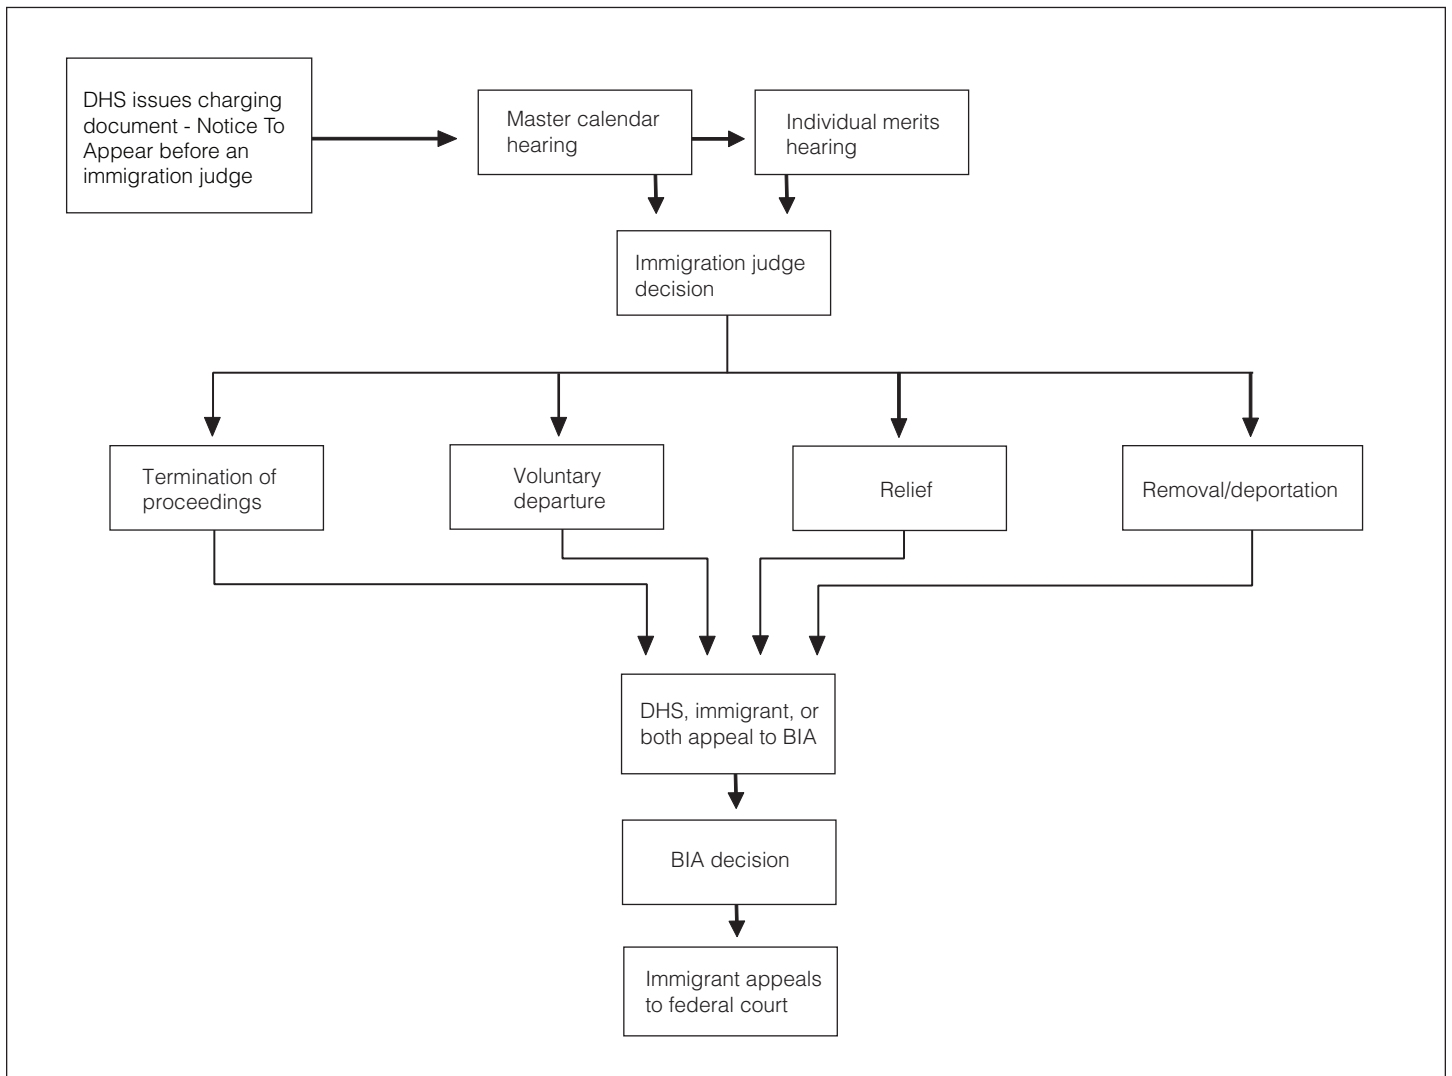 DHS issues charging
document - Notice To
Appear before an
immigration judge
Master calendar
hearing
Individual merits
hearing
Immigration judge
decision
Termination of
proceedings
Voluntary
departure
Relief
Removal/deportation
DHS, immigrant, or
both appeal to BIA
BIA decision
Immigrant appeals
to federal court